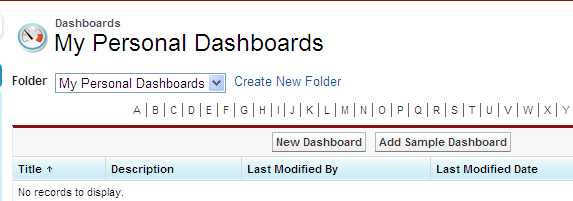 Dashboards
My Personal Dashboards
Folder My Personal Dashboards Create New Folder
A | B | C | D | E | F | G | H | I | J | K | L | M | N | O | P | Q | R | S | T | U | V | W | X | Y
New Dashboard Add Sample Dashboard
Title ↑ Description Last Modified By Last Modified Date
No records to display.